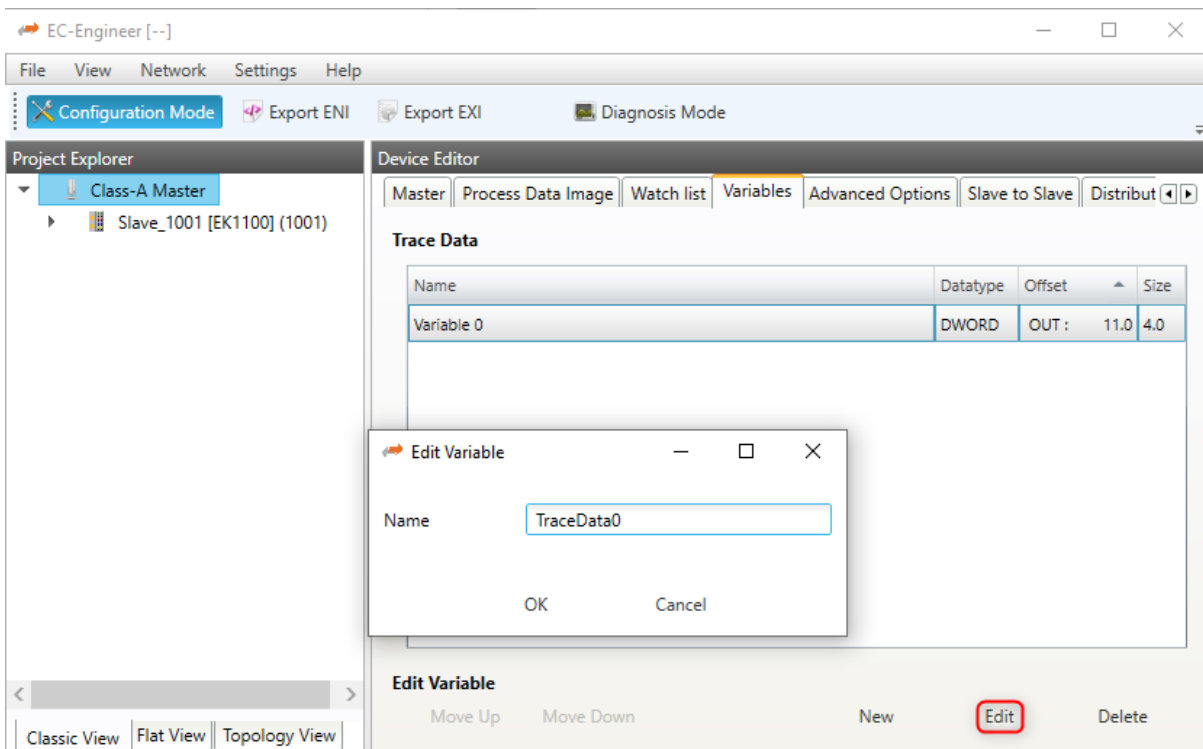 EC-Engineer [--]
File View Network Settings Help
Configuration Mode Export ENI Export EXI Diagnosis Mode
Project Explorer
Class-A Master
Slave_1001 [EK1100] (1001)
Classic View Flat View Topology View
Device Editor
Master Process Data Image Watch list Variables Advanced Options Slave to Slave Distribut
Trace Data
Name Datatype Offset Size
Variable 0 DWORD OUT : 11.0 4.0
Edit Variable
Name TraceData0
OK Cancel
Edit Variable
Move Up Move Down New Edit Delete